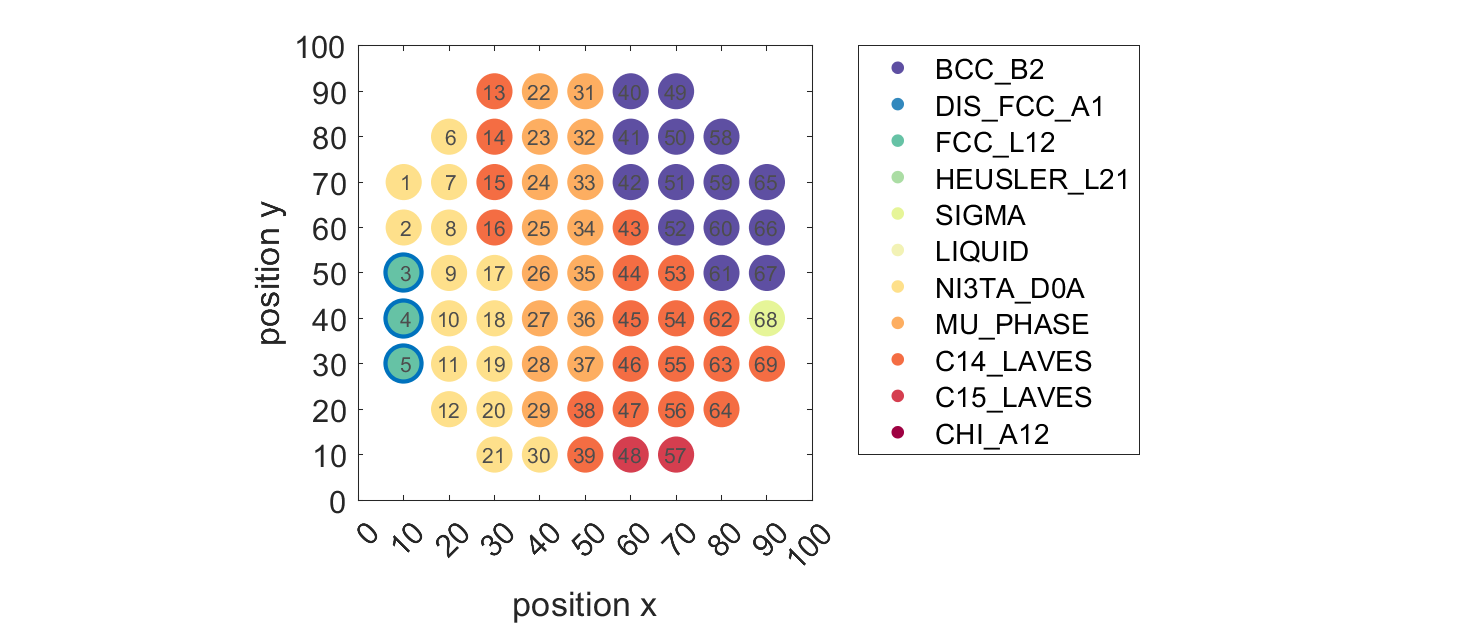 100
90
80
70
60
50
40
30
20
10
0
position y
13 22 31 40 49
6 14 23 32 41 50 58
1 7 15 24 33 42 51 59 65
2 8 16 25 34 43 52 60 66
3 9 17 26 35 44 53 61 67
4 10 18 27 36 45 54 62 68
5 11 19 28 37 46 55 63 69
12 20 29 38 47 56 64
21 30 39 48 57
0 10 20 30 40 50 60 70 80 90 100
position x
BCC_B2
DIS_FCC_A1
FCC_L12
HEUSLER_L21
SIGMA
LIQUID
NI3TA_D0A
MU_PHASE
C14_LAVES
C15_LAVES
CHI_A12